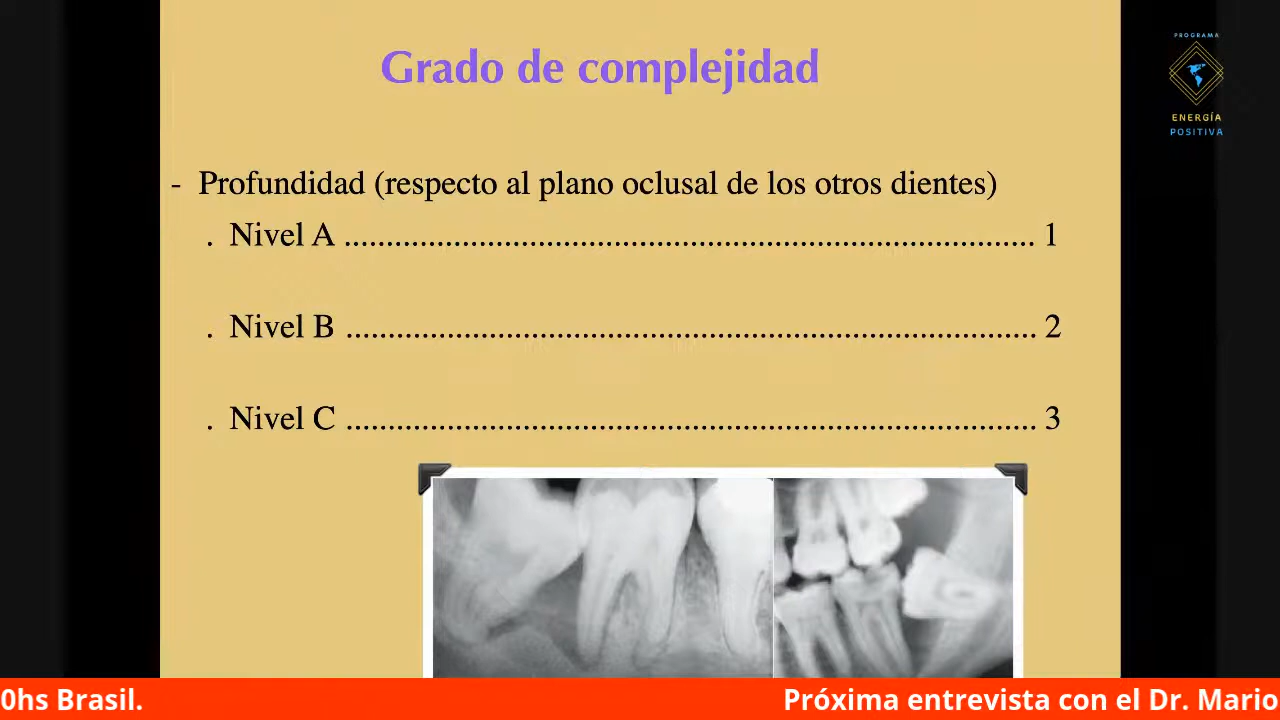 PROGRAMA
ENERGÍA
POSITIVA
Grado de complejidad
- Profundidad (respecto al plano oclusal de los otros dientes)
. Nivel A .................................................................................. 1
. Nivel B .................................................................................. 2
. Nivel C .................................................................................. 3
0hs Brasil. Próxima entrevista con el Dr. Mario